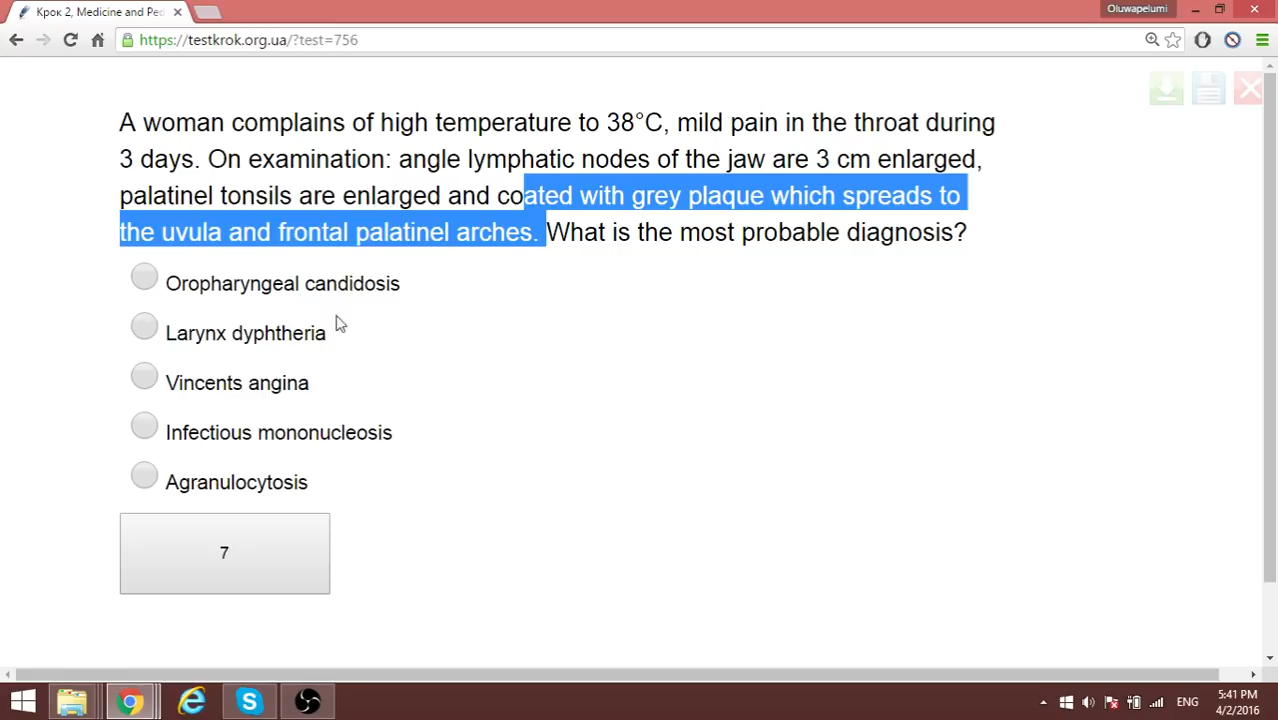 Крок 2, Medicine and Ped
Oluwapelumi
https://testkrok.org.ua/?test=756
A woman complains of high temperature to 38°C, mild pain in the throat during
3 days. On examination: angle lymphatic nodes of the jaw are 3 cm enlarged,
palatinel tonsils are enlarged and coated with grey plaque which spreads to
the uvula and frontal palatinel arches. What is the most probable diagnosis?
Oropharyngeal candidosis
Larynx dyphtheria
Vincents angina
Infectious mononucleosis
Agranulocytosis
7
ENG
5:41 PM
4/2/2016